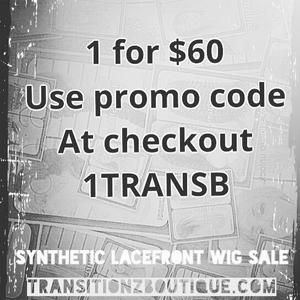 1 for $60
Use promo code
At checkout
1TRANSB
SYNTHETIC LACEFRONT WIG SALE
TRANSITIONZBOUTIQUE.COM